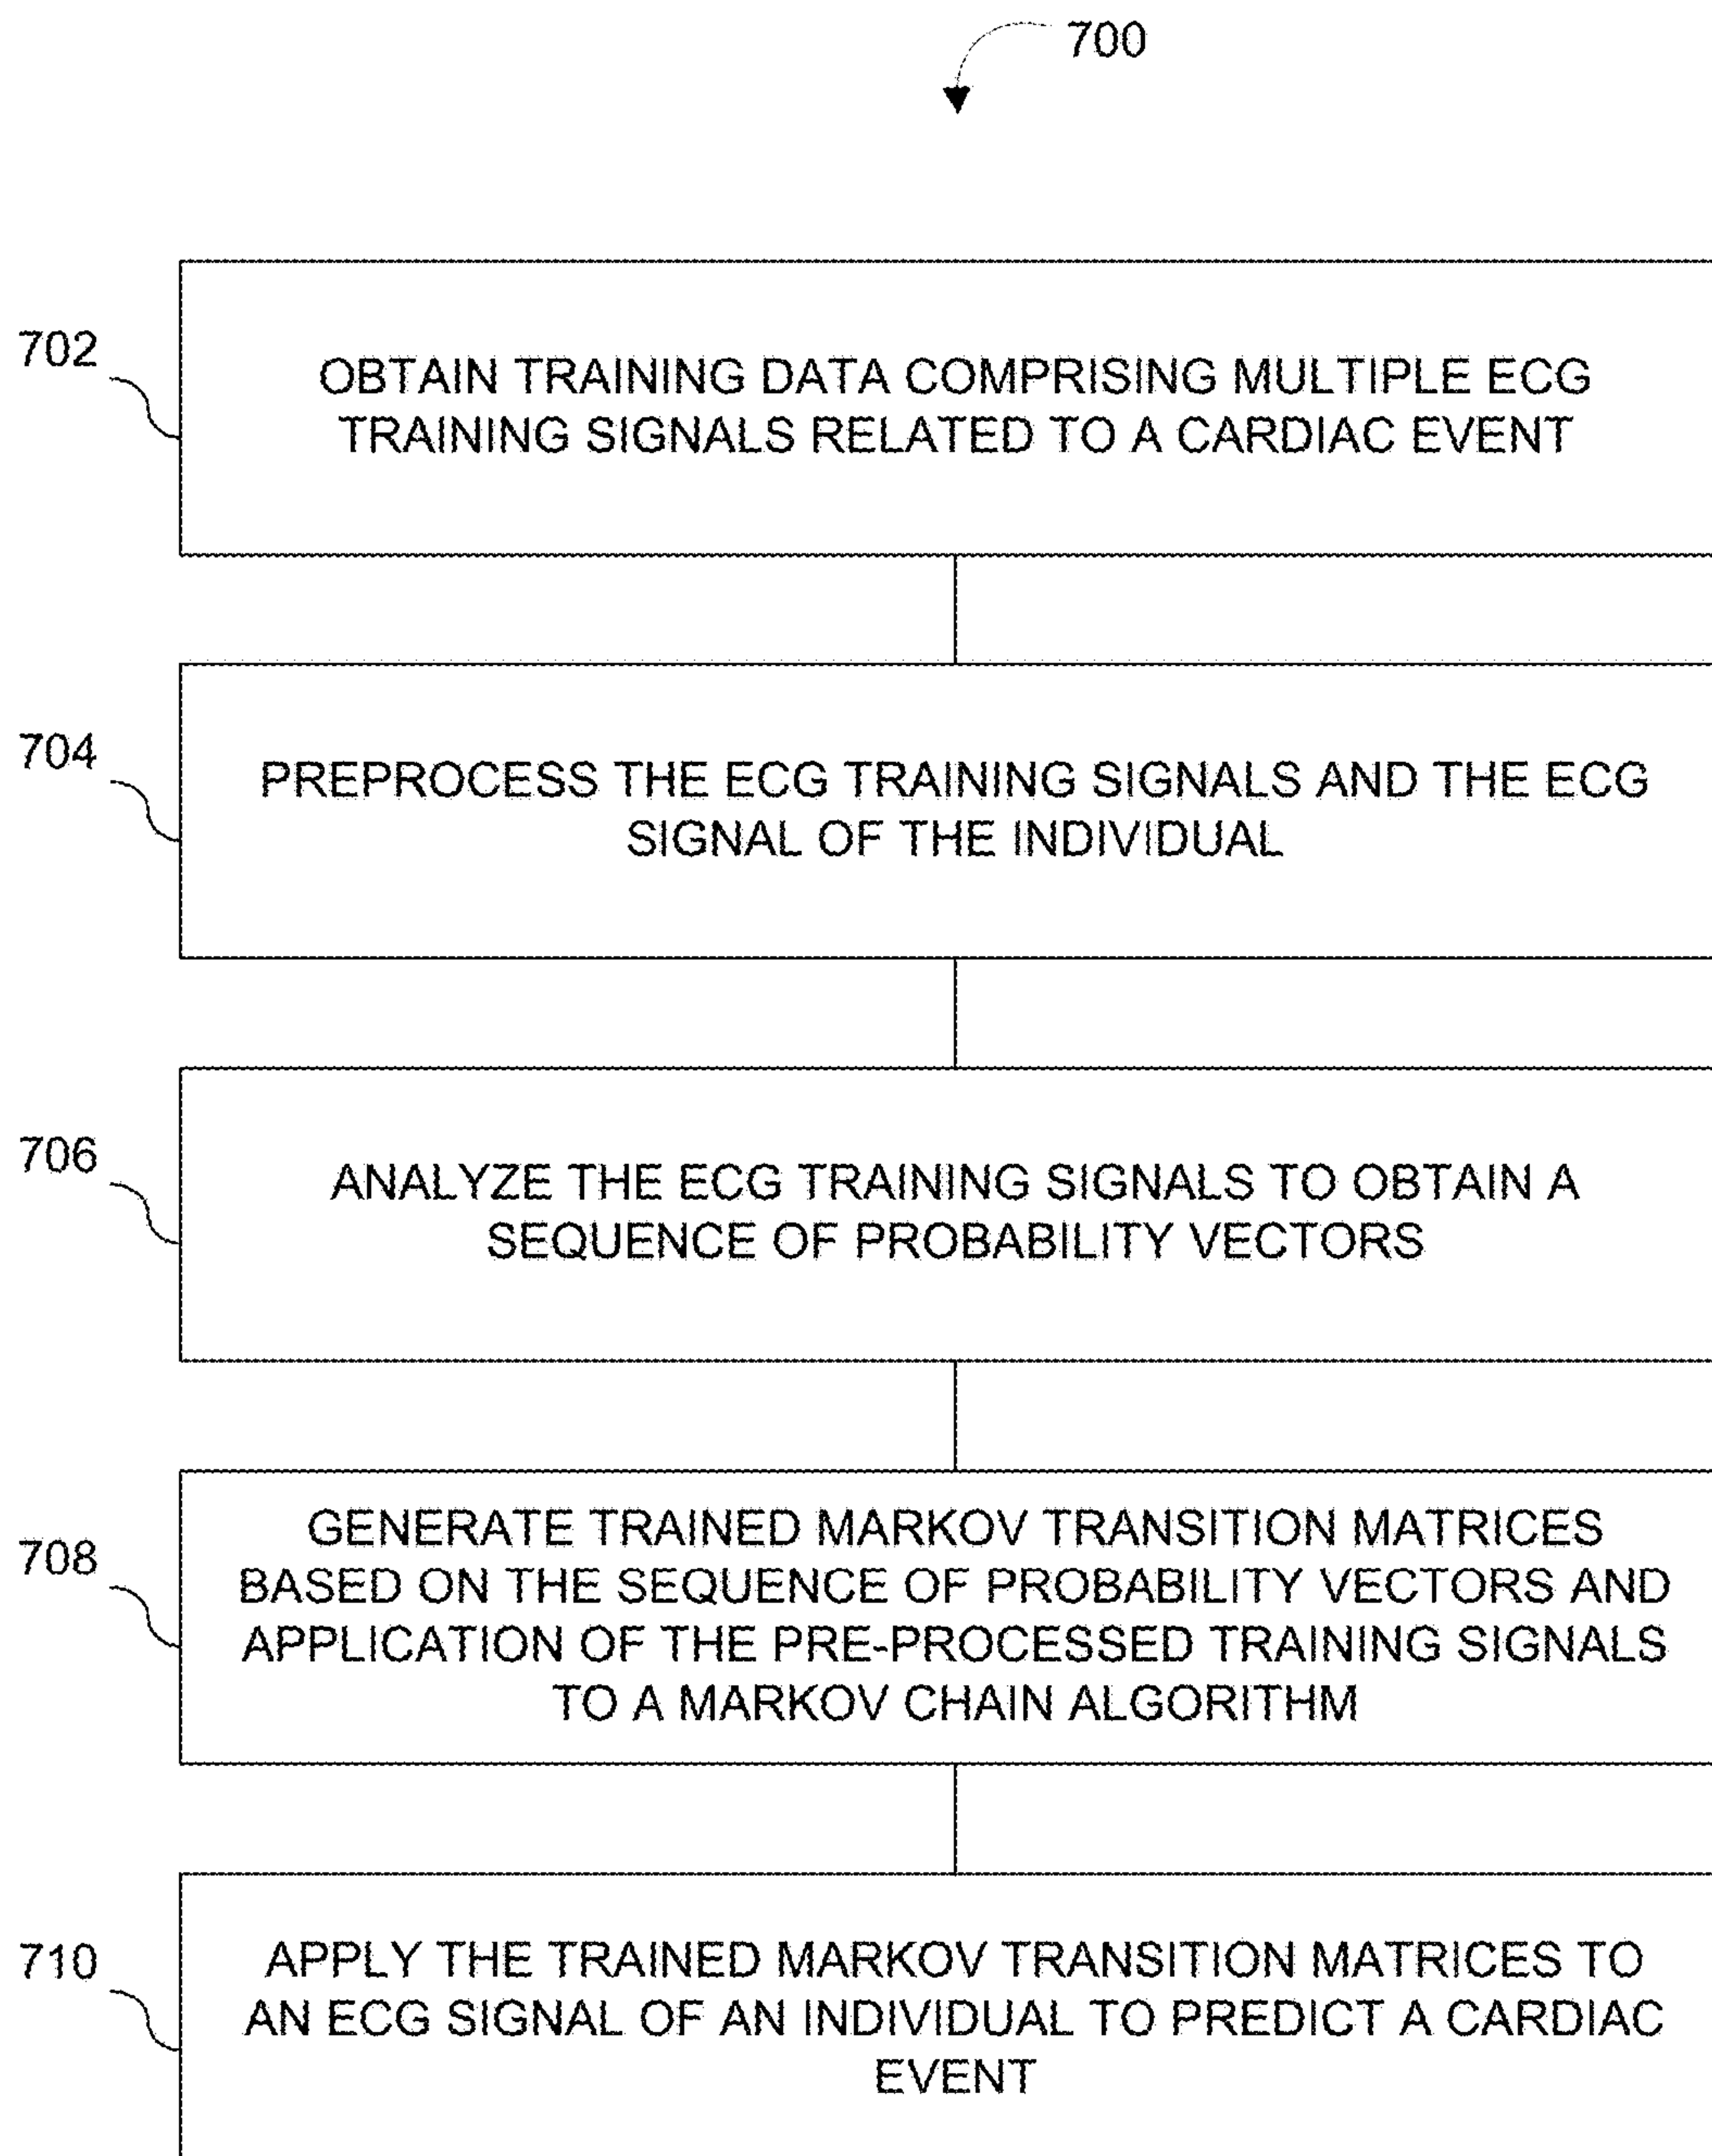 700
702
OBTAIN TRAINING DATA COMPRISING MULTIPLE ECG
TRAINING SIGNALS RELATED TO A CARDIAC EVENT
704
PREPROCESS THE ECG TRAINING SIGNALS AND THE ECG
SIGNAL OF THE INDIVIDUAL
706
ANALYZE THE ECG TRAINING SIGNALS TO OBTAIN A
SEQUENCE OF PROBABILITY VECTORS
708
GENERATE TRAINED MARKOV TRANSITION MATRICES
BASED ON THE SEQUENCE OF PROBABILITY VECTORS AND
APPLICATION OF THE PRE-PROCESSED TRAINING SIGNALS
TO A MARKOV CHAIN ALGORITHM
710
APPLY THE TRAINED MARKOV TRANSITION MATRICES TO
AN ECG SIGNAL OF AN INDIVIDUAL TO PREDICT A CARDIAC
EVENT